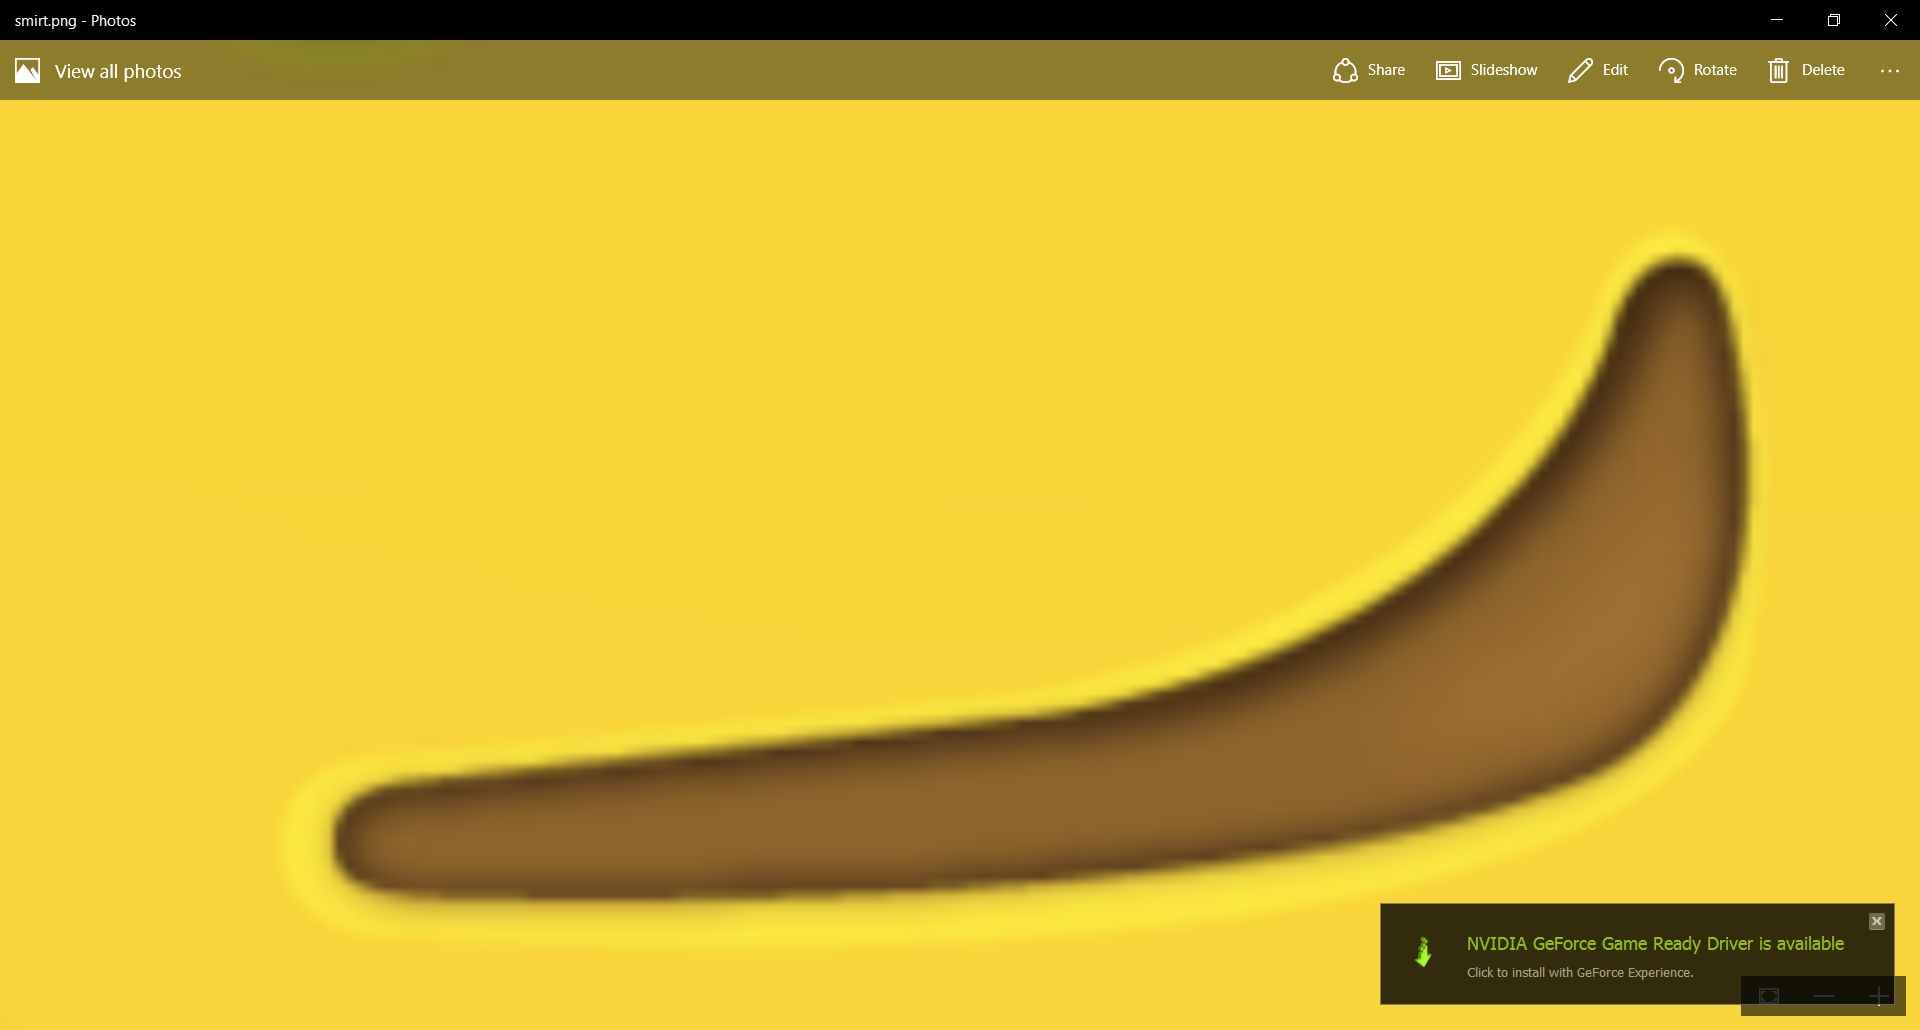 smirt.png - Photos
View all photos
Share
Slideshow
Edit
Rotate
Delete
NVIDIA GeForce Game Ready Driver is available
Click to install with GeForce Experience.